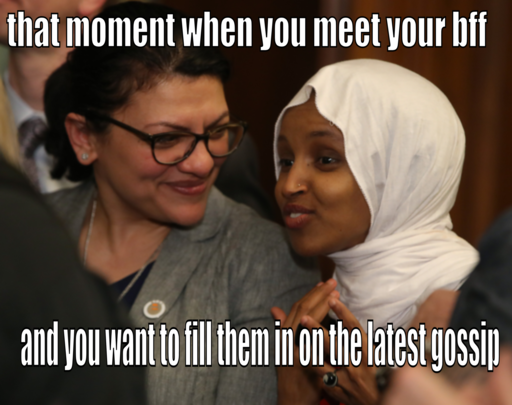 that moment when you meet your bff
and you want to fill them in on the latest gossip